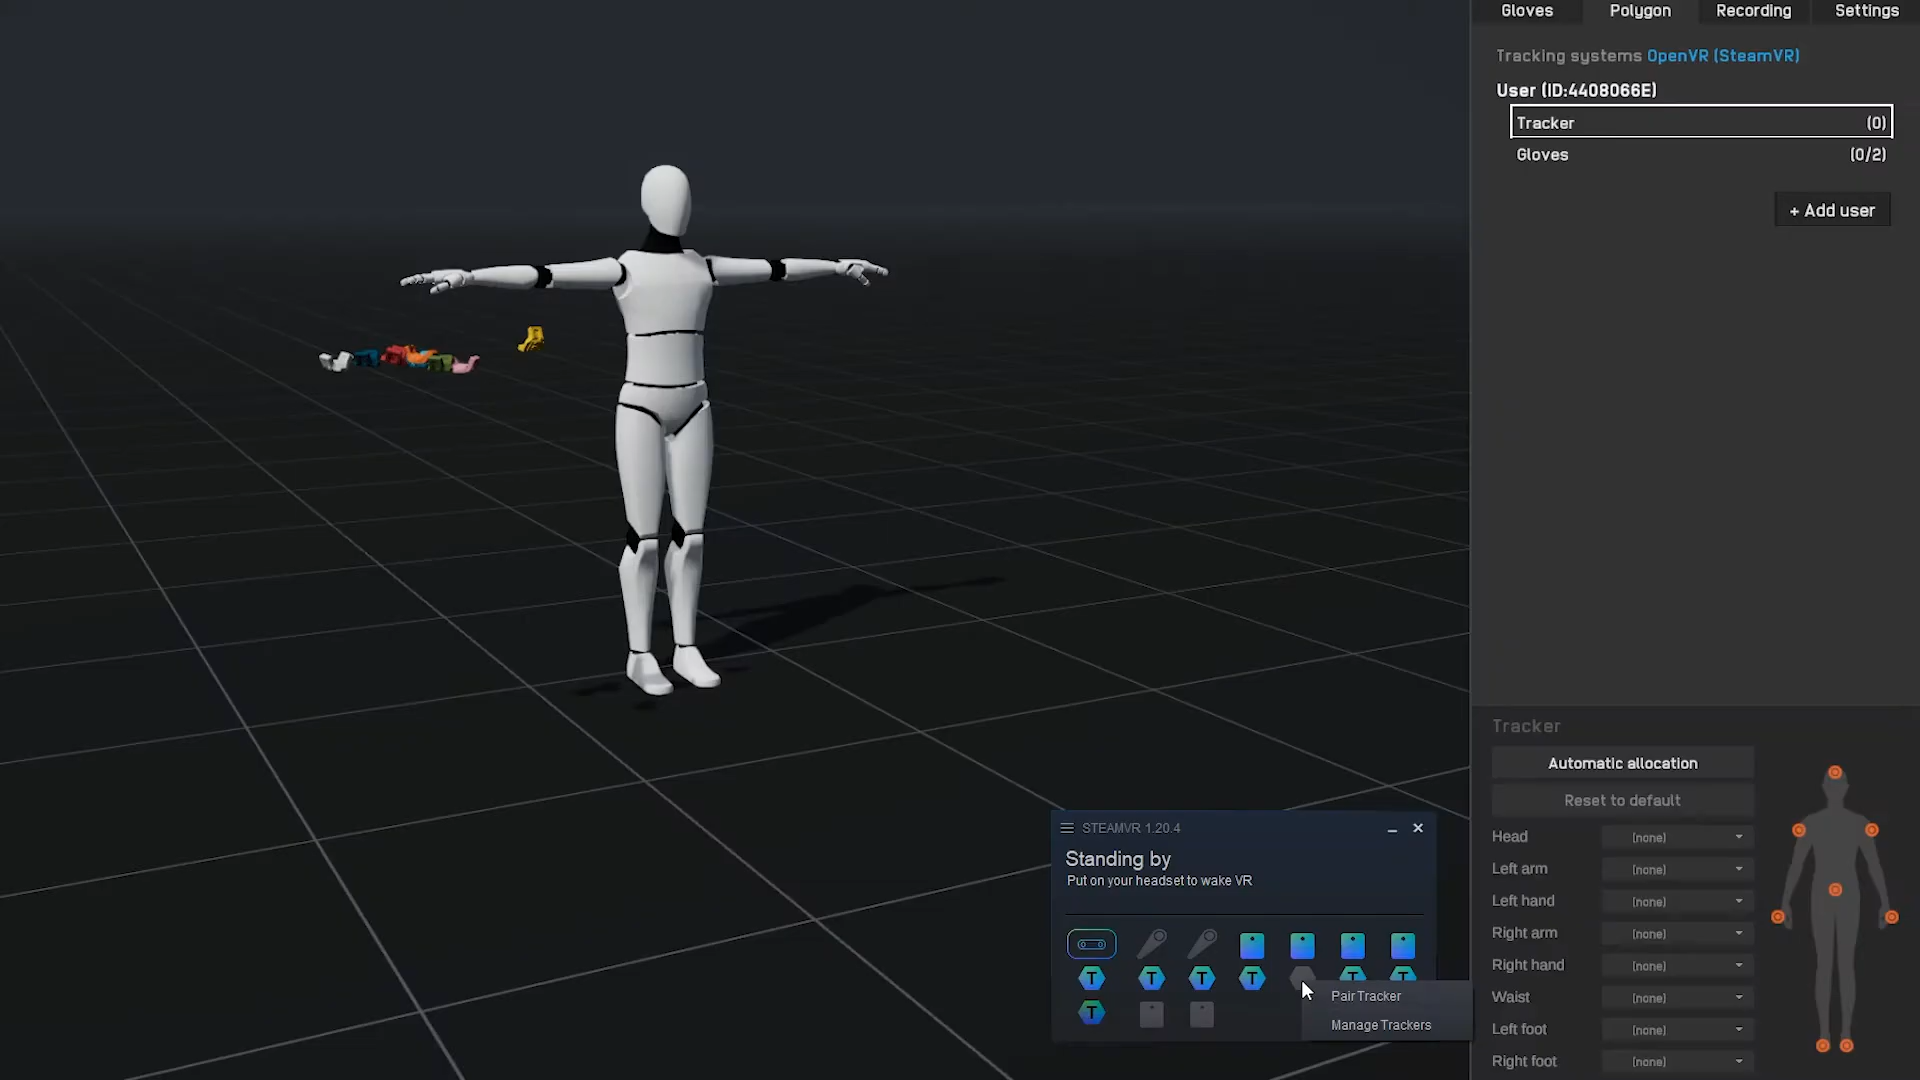 Gloves
Polygon
Recording
Settings
Tracking systems OpenVR (SteamVR)
User (ID:4408066E)
Tracker (0)
Gloves (0/2)
+ Add user
Tracker
Automatic allocation
Reset to default
Head (none)
Left arm (none)
Left hand (none)
Right arm (none)
Right hand (none)
Waist (none)
Left foot (none)
Right foot (none)
STEAMVR 1.20.4
Standing by
Put on your headset to wake VR
T T T T T T
T
Pair Tracker
Manage Trackers